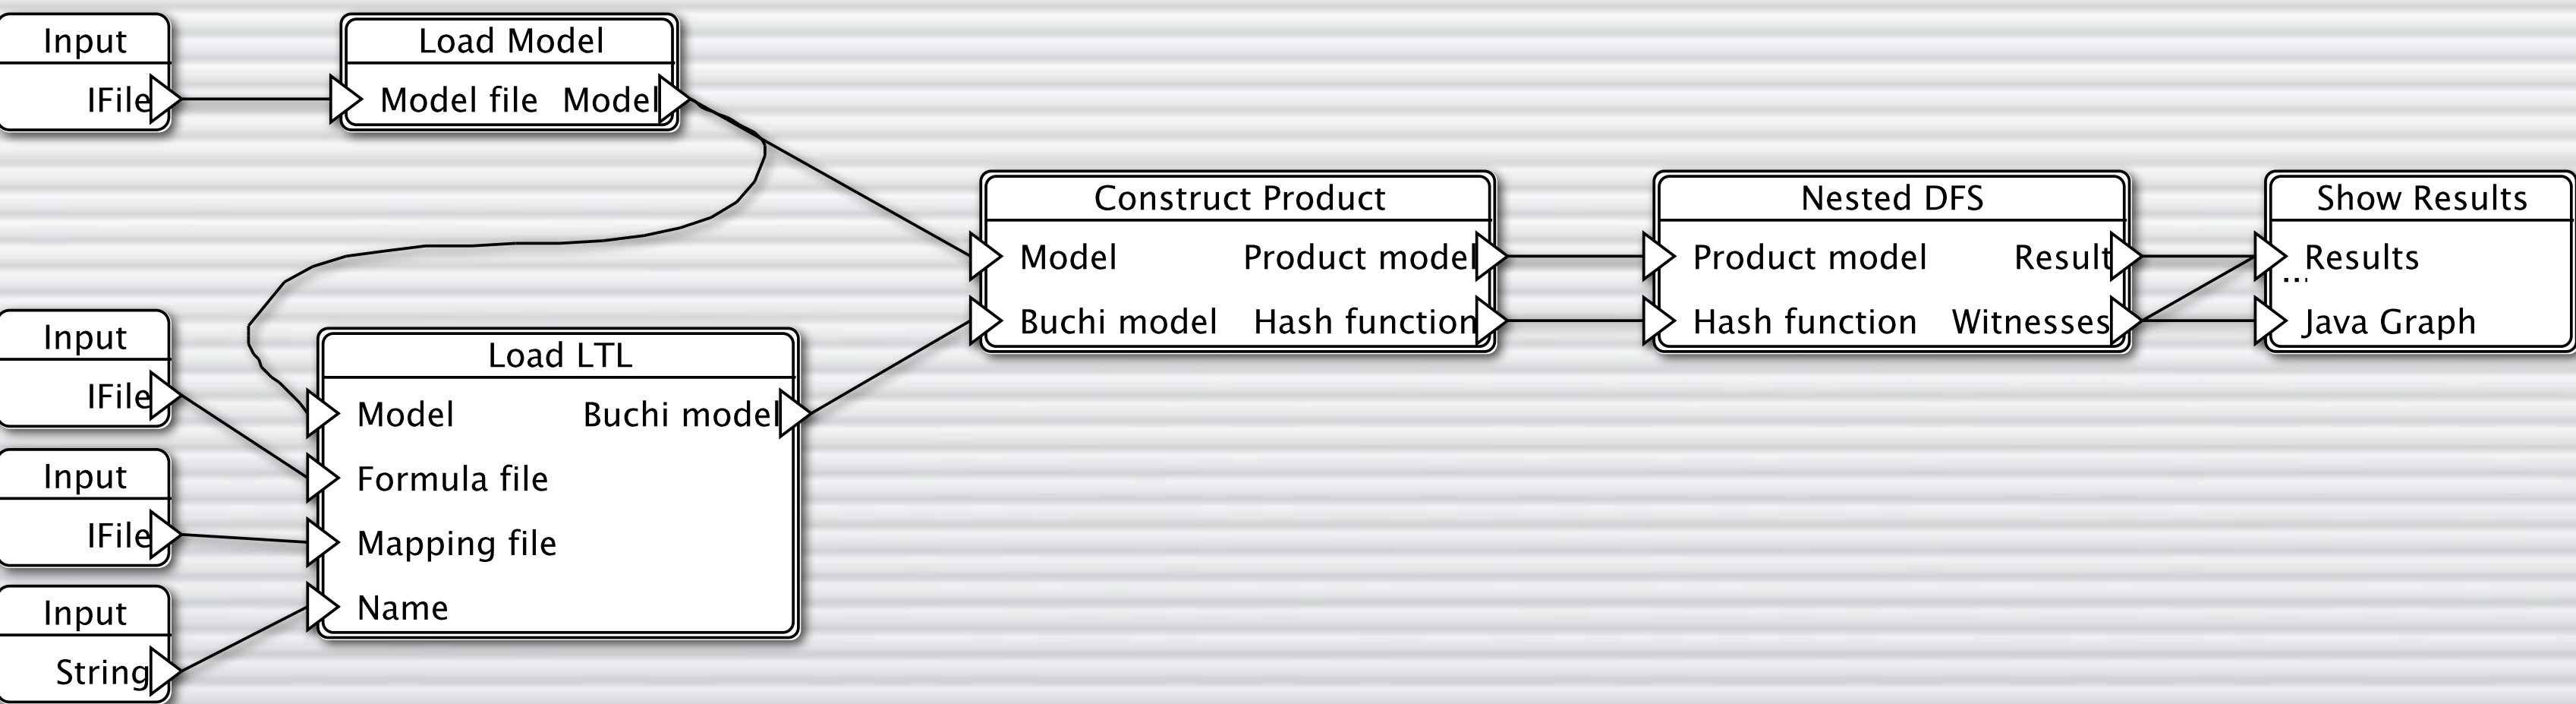 Input
IFile
Load Model
Model file Model
Construct Product
Model Product model
Buchi model Hash function
Nested DFS
Product model Result
Hash function Witnesses
Show Results
Results
...
Java Graph
Input
IFile
Load LTL
Model Buchi model
Formula file
Mapping file
Name
Input
IFile
Input
String